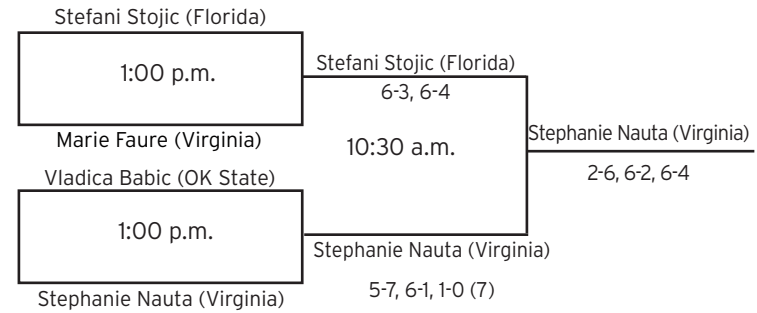 Stefani Stojic (Florida)
1:00 p.m.
Marie Faure (Virginia)
Vladica Babic (OK State)
1:00 p.m.
Stephanie Nauta (Virginia)
Stefani Stojic (Florida)
6-3, 6-4
10:30 a.m.
Stephanie Nauta (Virginia)
5-7, 6-1, 1-0 (7)
Stephanie Nauta (Virginia)
2-6, 6-2, 6-4